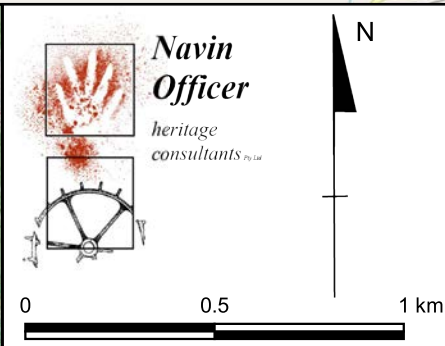 Navin
Officer
heritage
consultants Pty Ltd
N
0 0.5 1 km